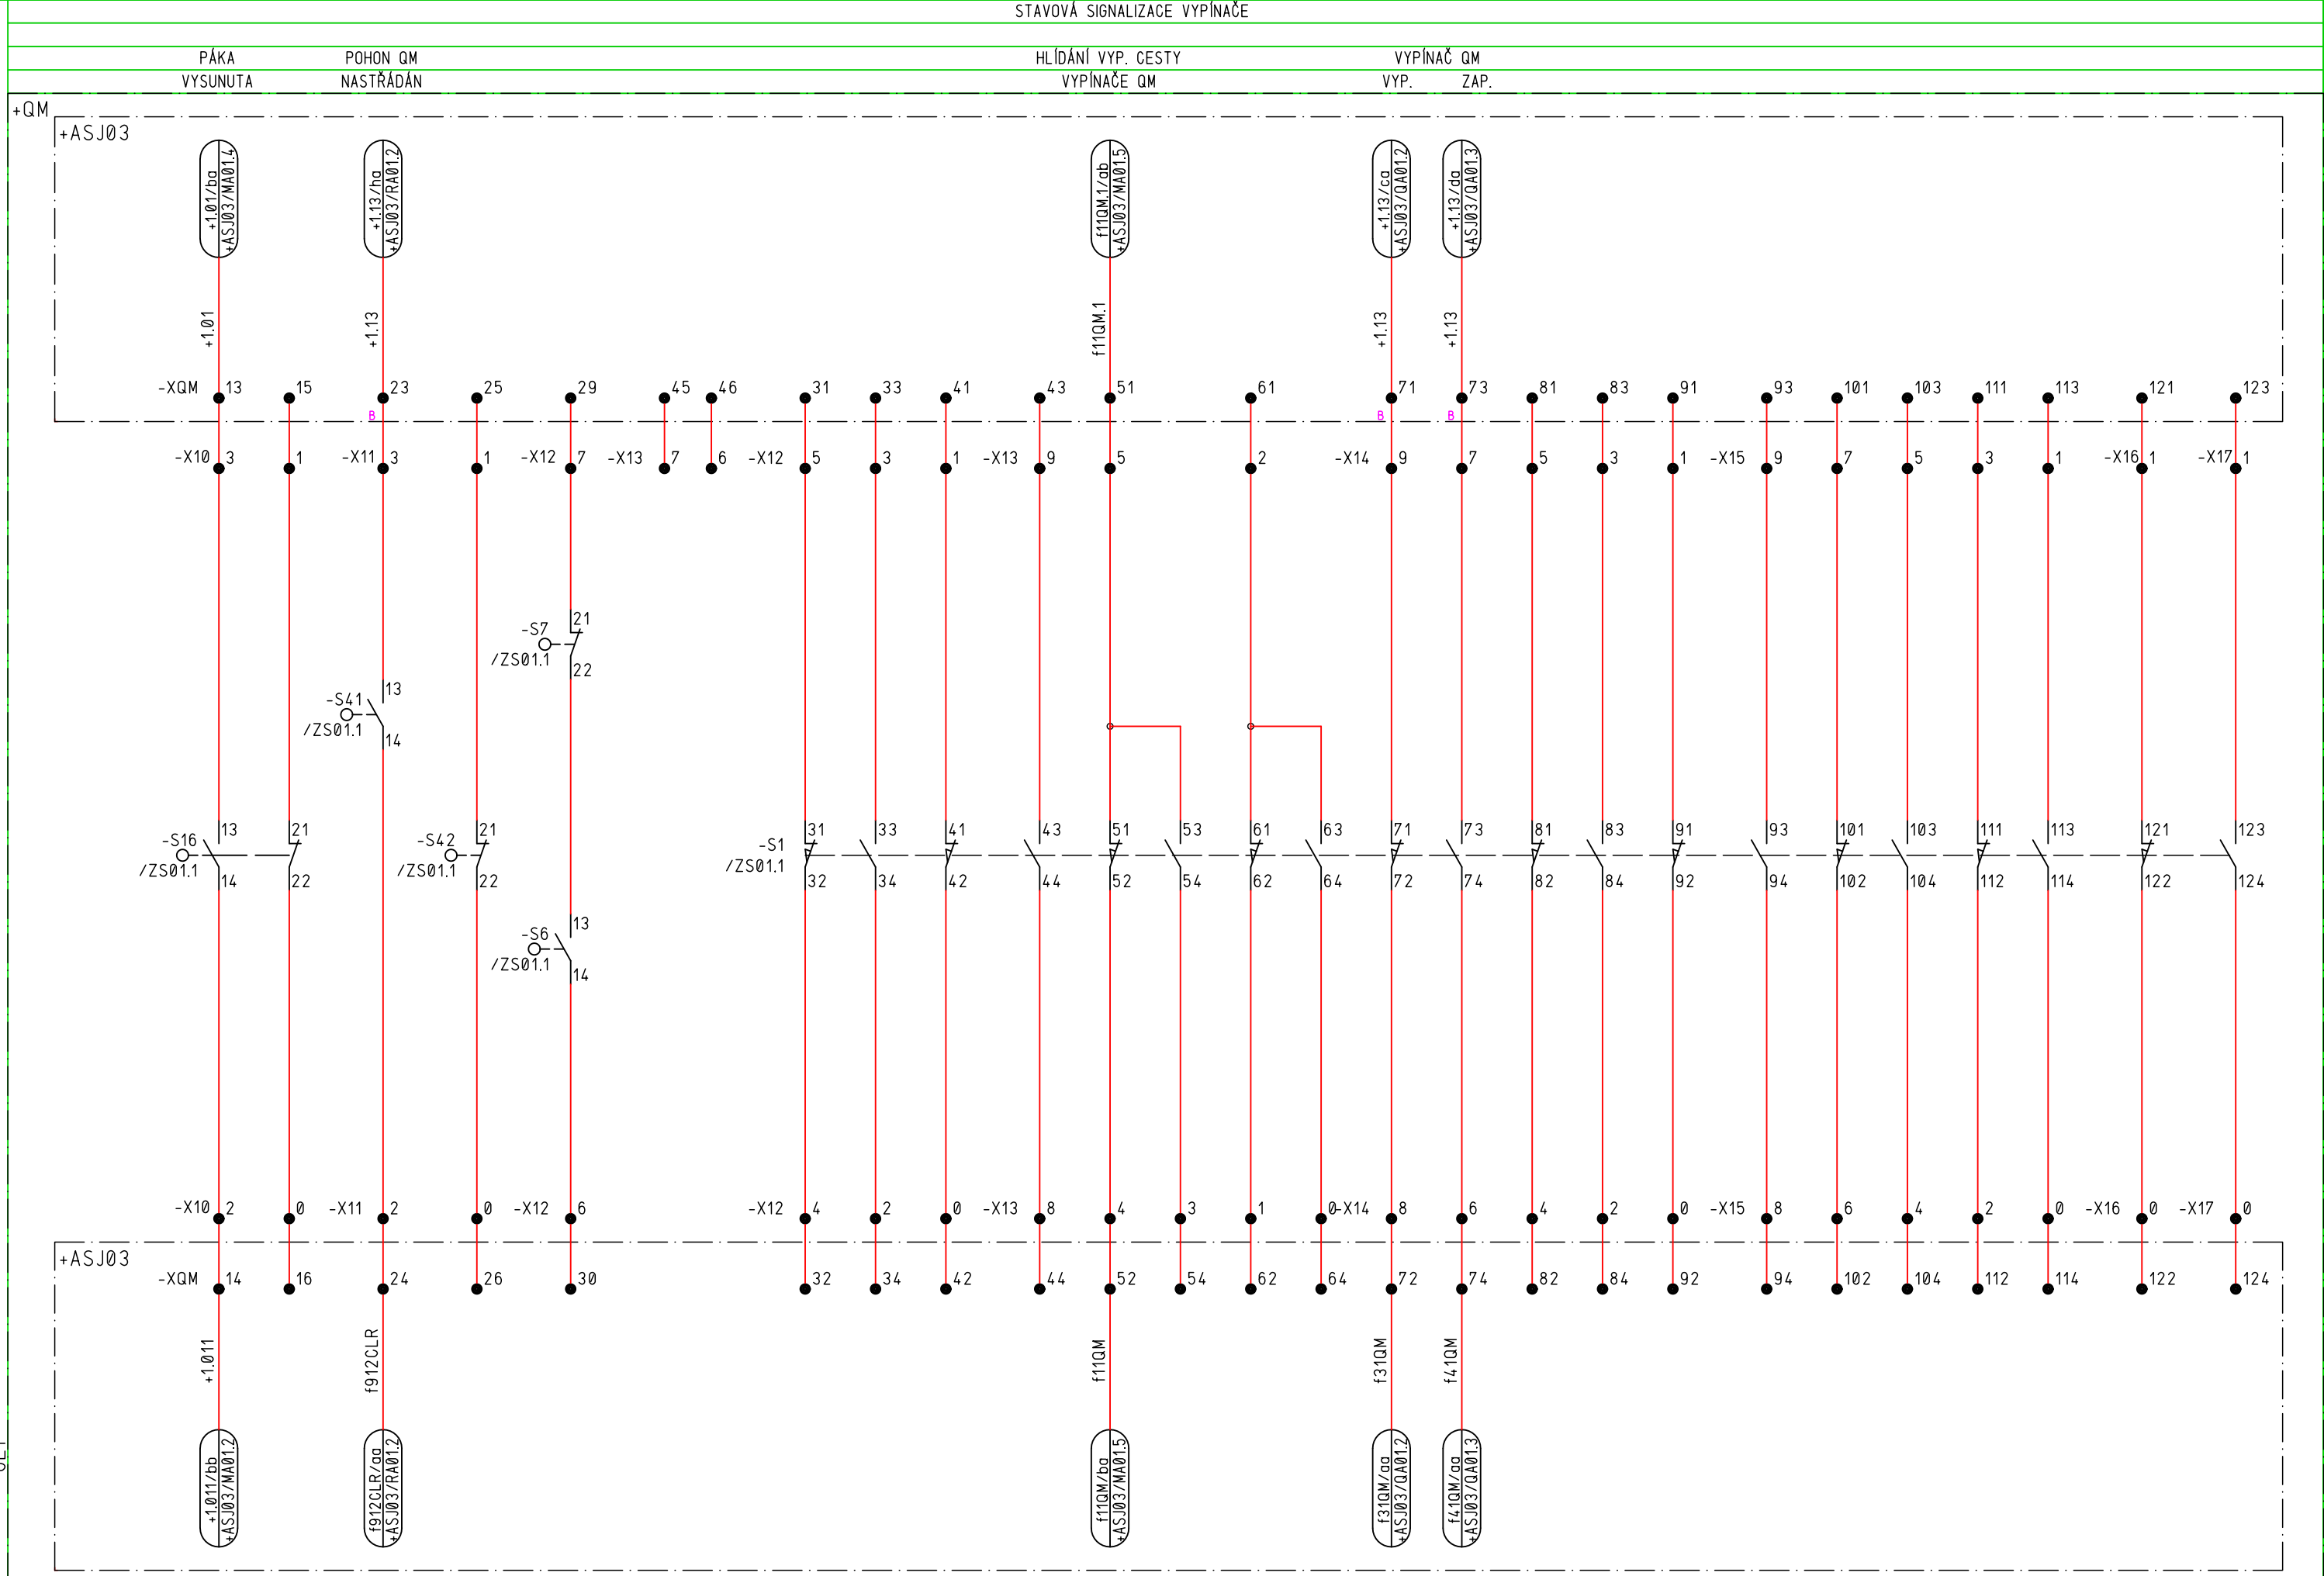 STAVOVÁ SIGNALIZACE VYPÍNAČE
PÁKA POHON QM HLÍDÁNÍ VYP. CESTY VYPÍNAČ QM
VYSUNUTA NASTŘÁDÁN VYPÍNAČE QM VYP. ZAP.
+QM
+ASJ03
+1.01/ba
+ASJ03/MA01.4
+1.13/ha
+ASJ03/RA01.2
f11QM.1/ab
+ASJ03/MA01.5
+1.13/ca
+ASJ03/QA01.2
+1.13/da
+ASJ03/QA01.3
+1.01 +1.13 f11QM.1 +1.13 +1.13
-XQM 13 15 23 25 29 45 46 31 33 41 43 51 61 71 73 81 83 91 93 101 103 111 113 121 123
B B B
-X10 3 1 -X11 3 1 -X12 7 -X13 7 6 -X12 5 3 1 -X13 9 5 2 -X14 9 7 5 3 1 -X15 9 7 5 3 1 -X16 1 -X17 1
21
-S7
/ZS01.1
22
13
-S41
/ZS01.1
14
13 21 21 31 33 41 43 51 53 61 63 71 73 81 83 91 93 101 103 111 113 121 123
-S16 -S42 -S1
/ZS01.1 /ZS01.1 /ZS01.1
14 22 22 32 34 42 44 52 54 62 64 72 74 82 84 92 94 102 104 112 114 122 124
13
-S6
/ZS01.1
14
-X10 2 0 -X11 2 0 -X12 6 -X12 4 2 0 -X13 8 4 3 1 0 -X14 8 6 4 2 0 -X15 8 6 4 2 0 -X16 0 -X17 0
+ASJ03
-XQM 14 16 24 26 30 32 34 42 44 52 54 62 64 72 74 82 84 92 94 102 104 112 114 122 124
+1.011 f912CLR f11QM f31QM f41QM
+1.011/bb
+ASJ03/MA01.2
f912CLR/aa
+ASJ03/RA01.2
f11QM/ba
+ASJ03/MA01.5
f31QM/aa
+ASJ03/QA01.2
f41QM/aa
+ASJ03/QA01.3